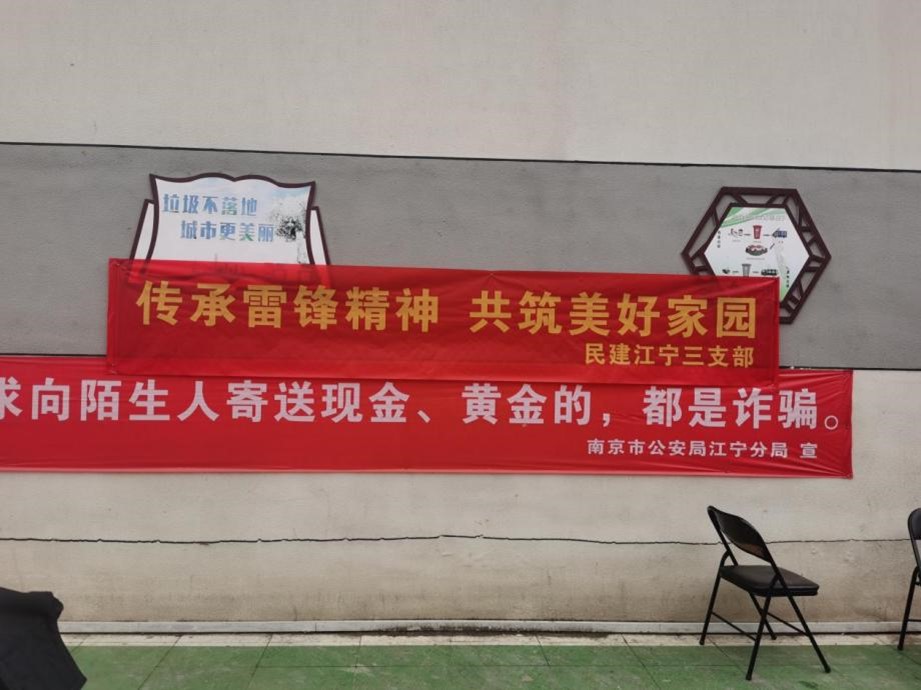 垃圾不落地
城市更美丽
传承雷锋精神 共筑美好家园
民建江宁三支部
求向陌生人寄送现金、黄金的，都是诈骗。
南京市公安局江宁分局 宣